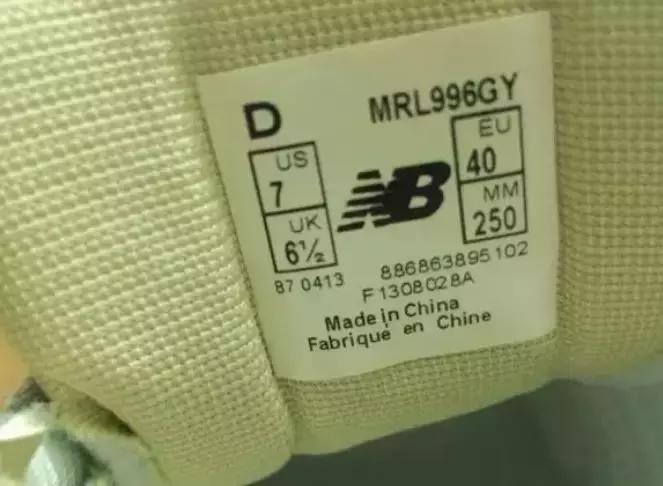 D MRL996GY
US 7
UK 6½
NB
EU 40
MM 250
87 0413
886863895102
F1308028A
Made in China
Fabriqué en Chine